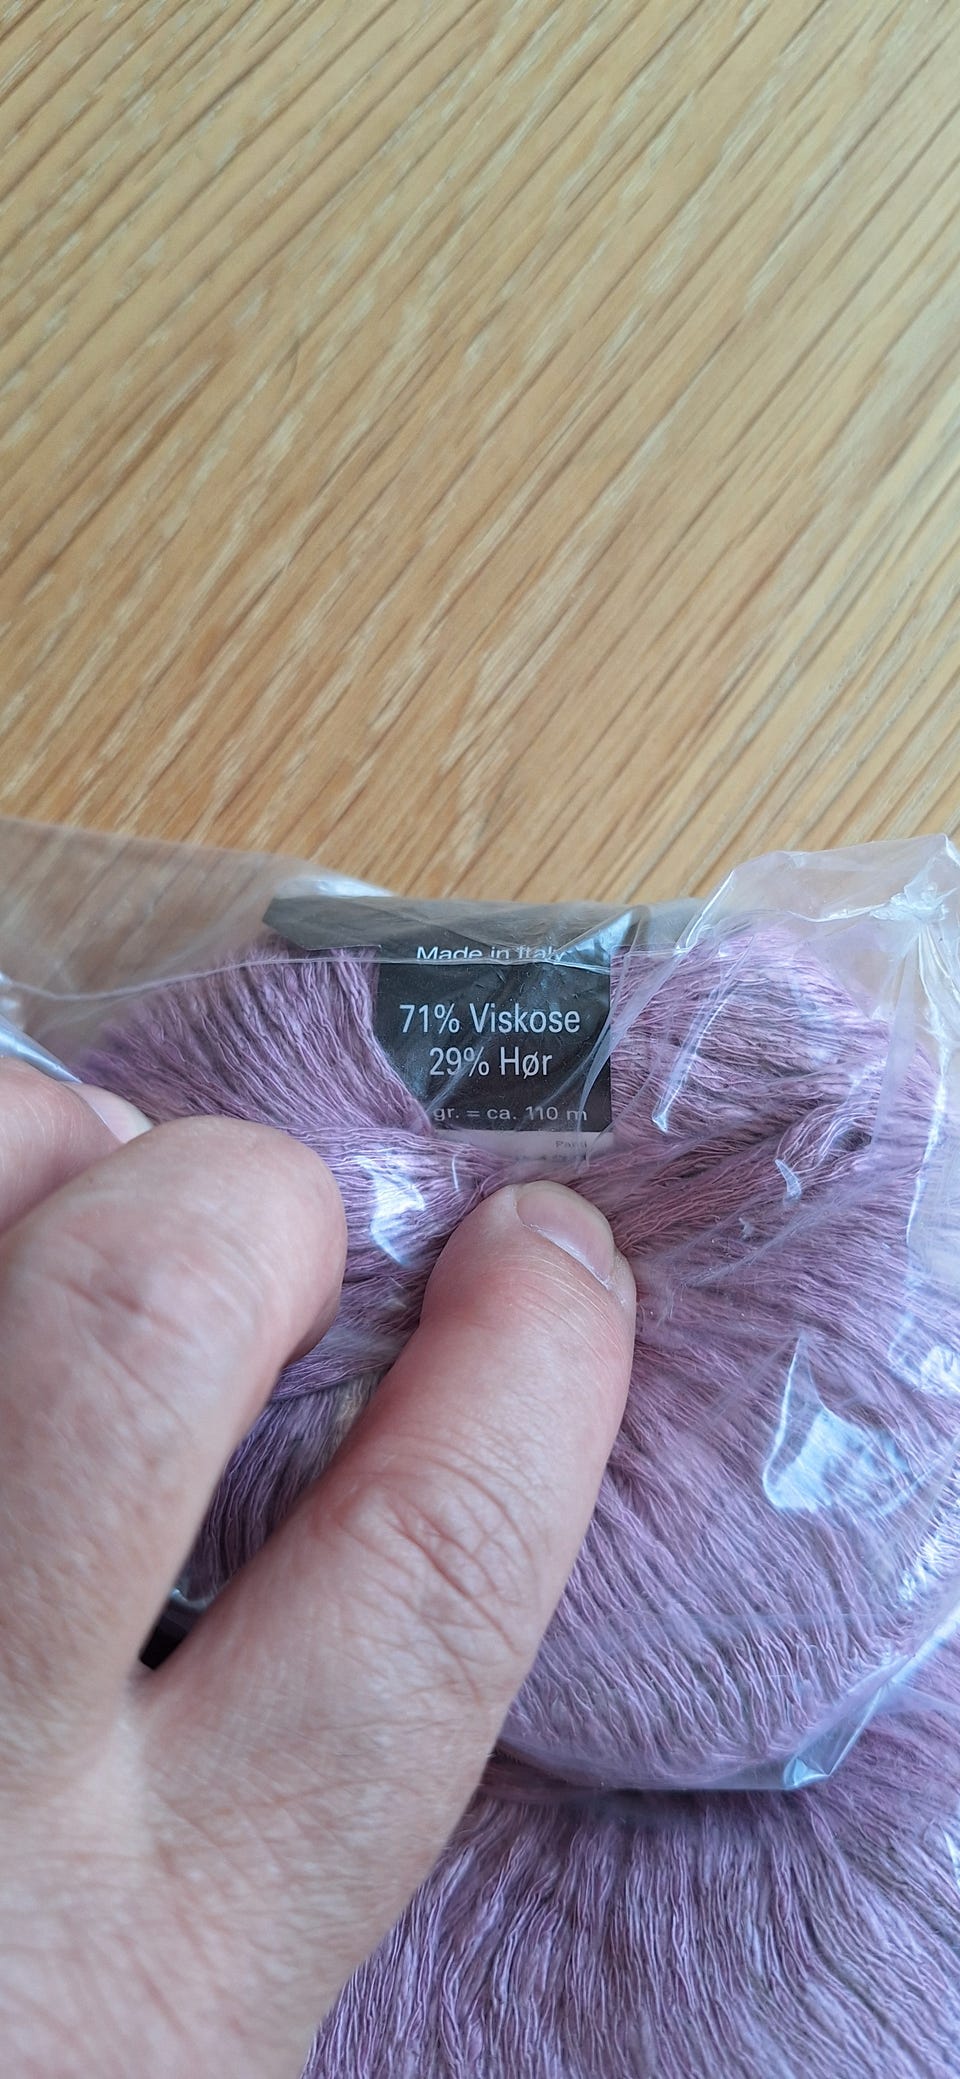 Made in Italy
71% Viskose
29% Hør
gr. = ca. 110 m